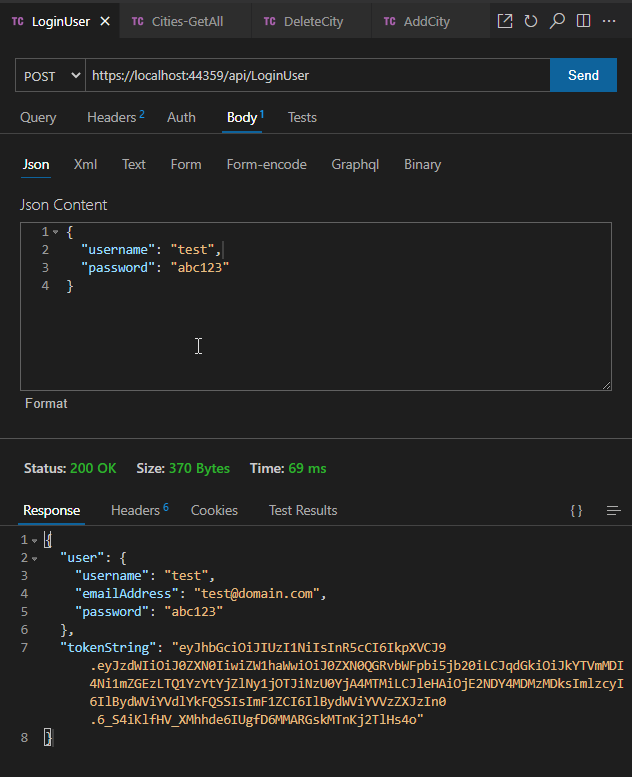 TC LoginUser × TC Cities-GetAll TC DeleteCity TC AddCity ...
POST https://localhost:44359/api/LoginUser Send
Query Headers 2 Auth Body 1 Tests
Json Xml Text Form Form-encode Graphql Binary
Json Content
1 {
2 "username": "test",
3 "password": "abc123"
4 }
Format
Status: 200 OK Size: 370 Bytes Time: 69 ms
Response Headers 6 Cookies Test Results {}
1 {
2 "user": {
3 "username": "test",
4 "emailAddress": "test@domain.com",
5 "password": "abc123"
6 },
7 "tokenString": "eyJhbGciOiJIUzI1NiIsInR5cCI6IkpXVCJ9
.eyJzdWIiOiJ0ZXN0IiwiZW1haWwiOiJ0ZXN0QGRvbWFpbi5jb20iLCJqdGkiOiJkYTVmMDI
4Ni1mZGEzLTQ1YzYtYjZlNy1jOTJiNzU0YjA4MTMiLCJleHAiOjE2NDY4MDMzMDksImlzcyI
6IlBydWViYVdlYkFQSSIsImF1ZCI6IlBydWViYVVzZXJzIn0
.6_S4iKlfHV_XMhhde6IUgfD6MMARGskMTnKj2TlHs4o"
8 }